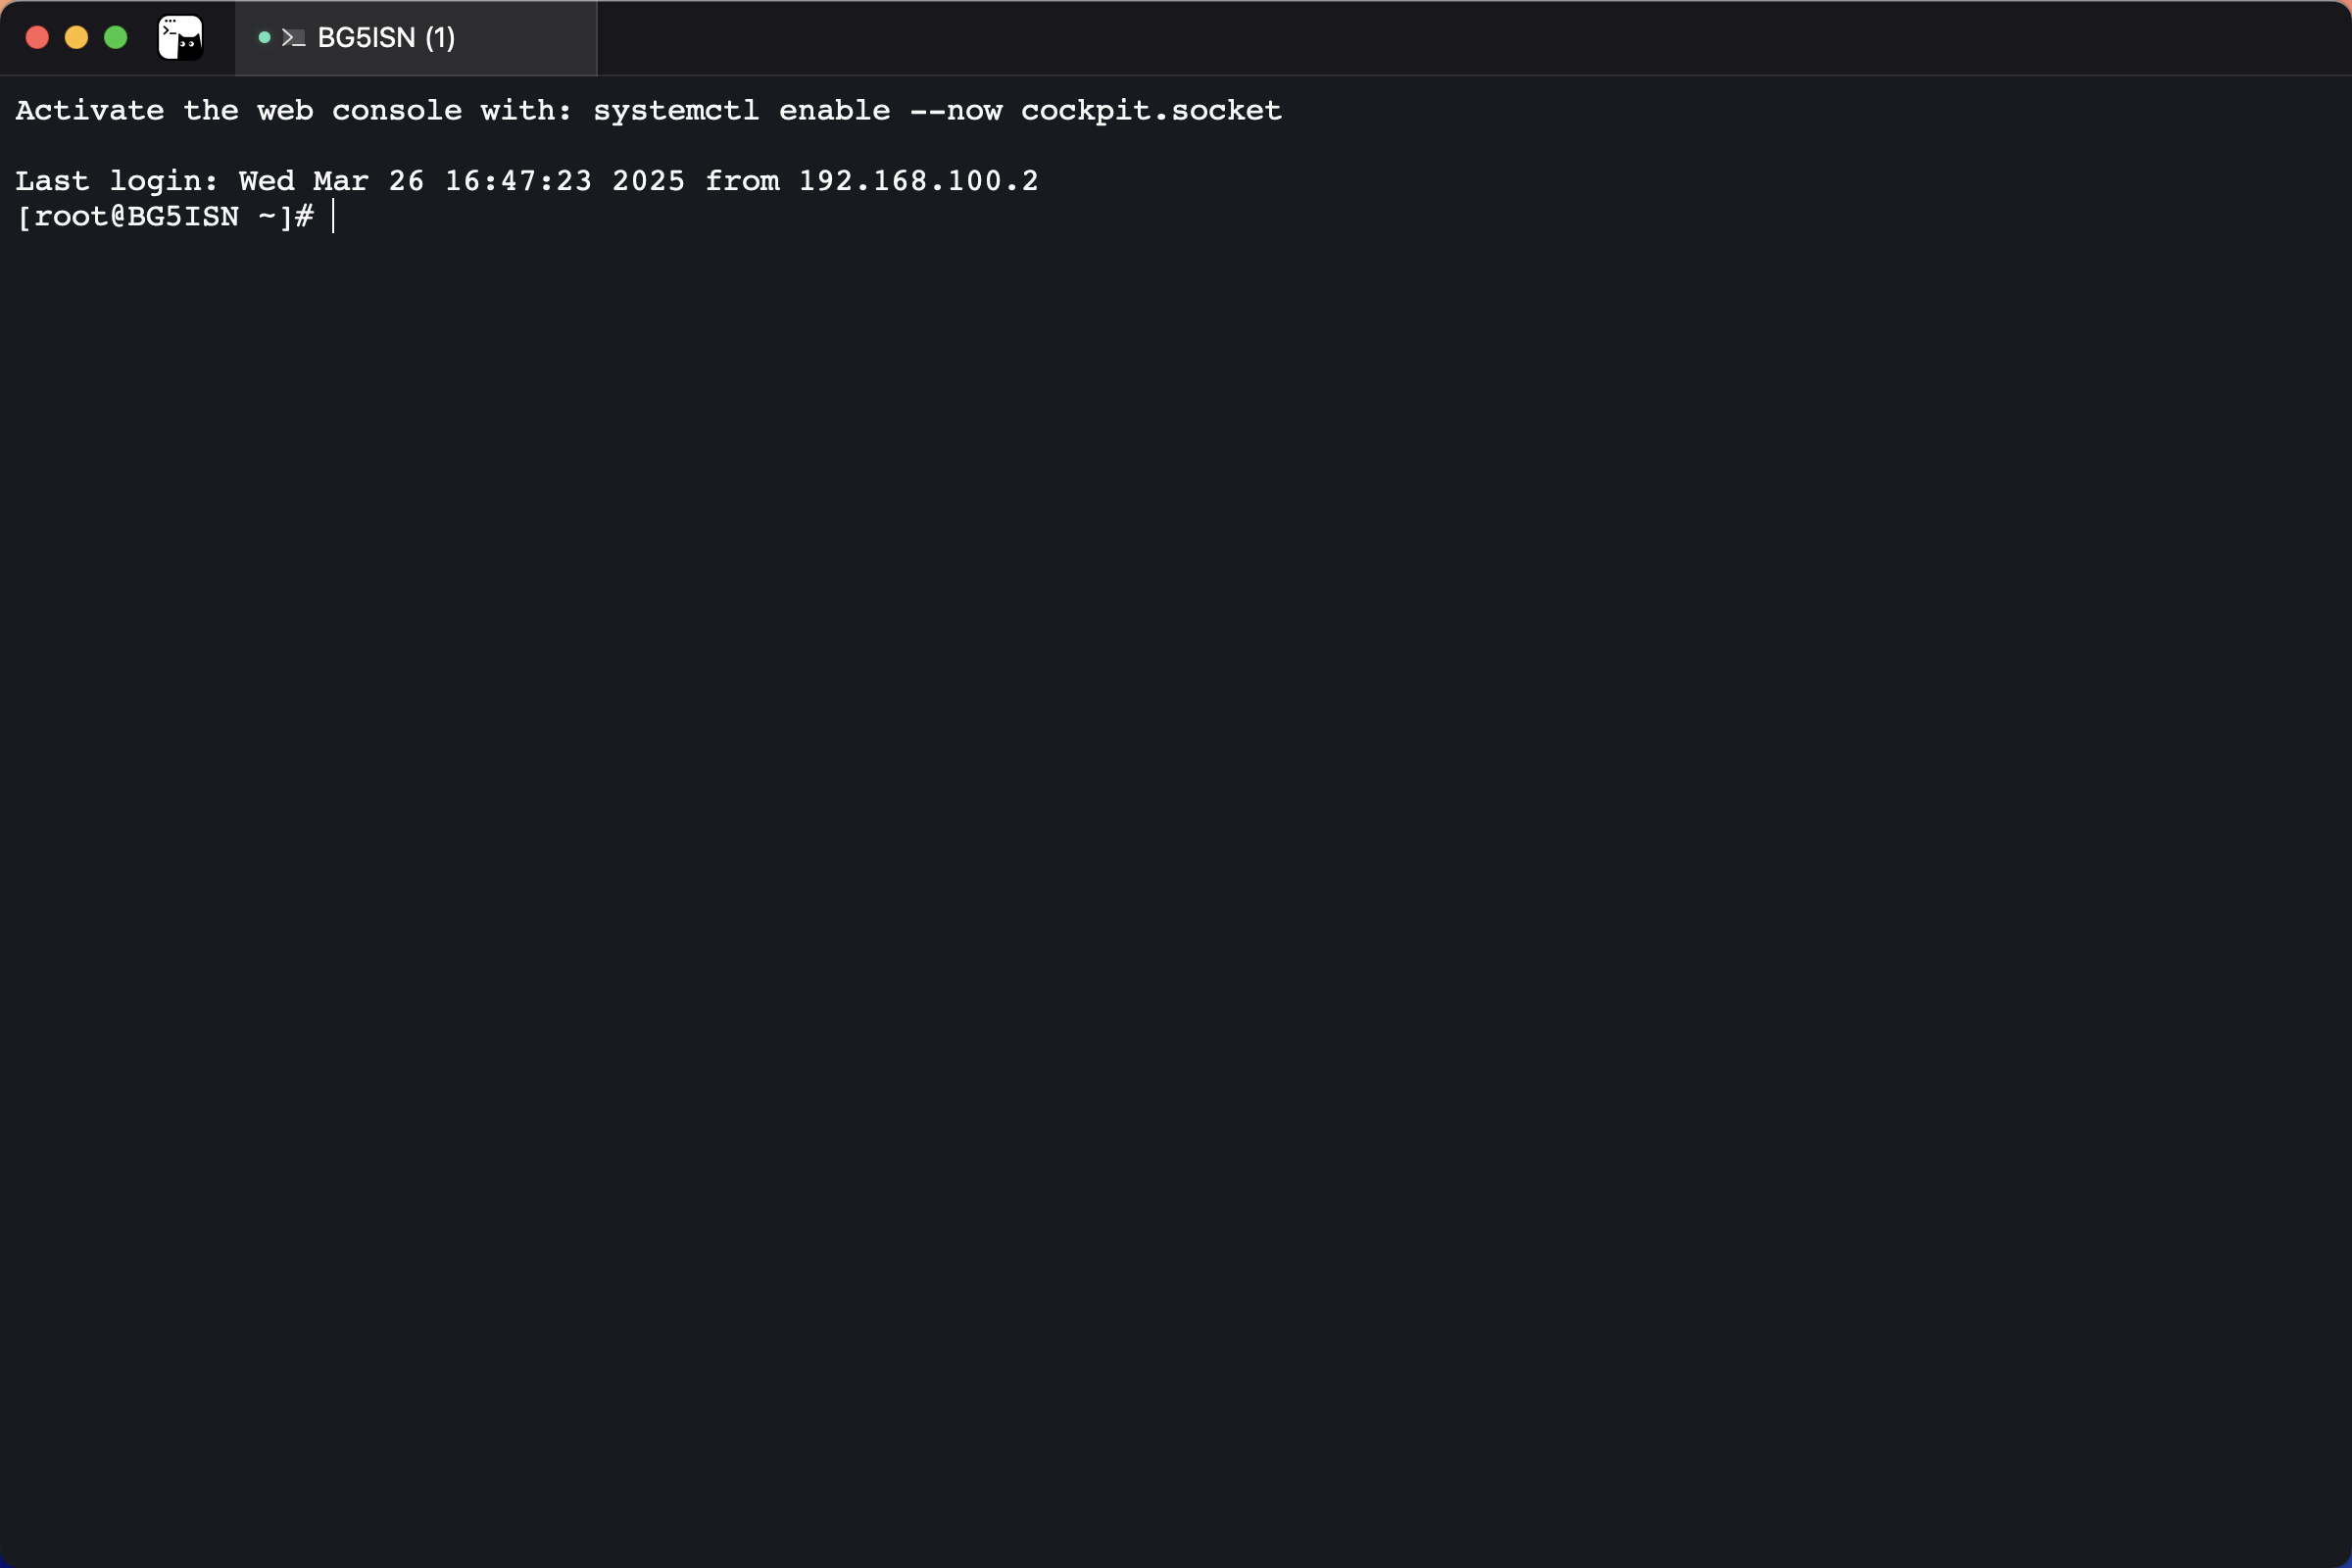 BG5ISN (1)
Activate the web console with: systemctl enable --now cockpit.socket
Last login: Wed Mar 26 16:47:23 2025 from 192.168.100.2
[root@BG5ISN ~]#